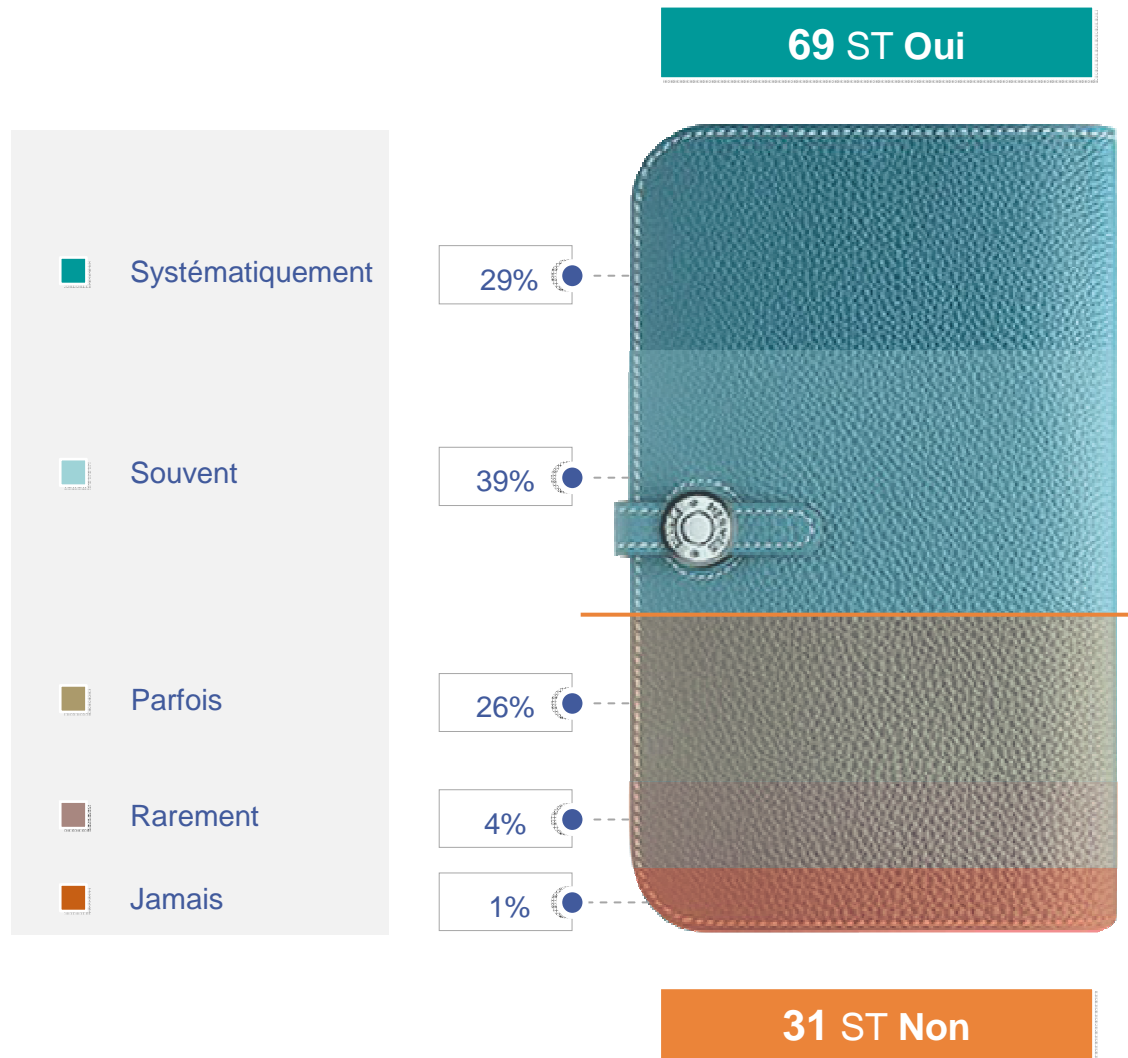 69 ST Oui
Systématiquement 29%
Souvent 39%
Parfois 26%
Rarement 4%
Jamais 1%
31 ST Non